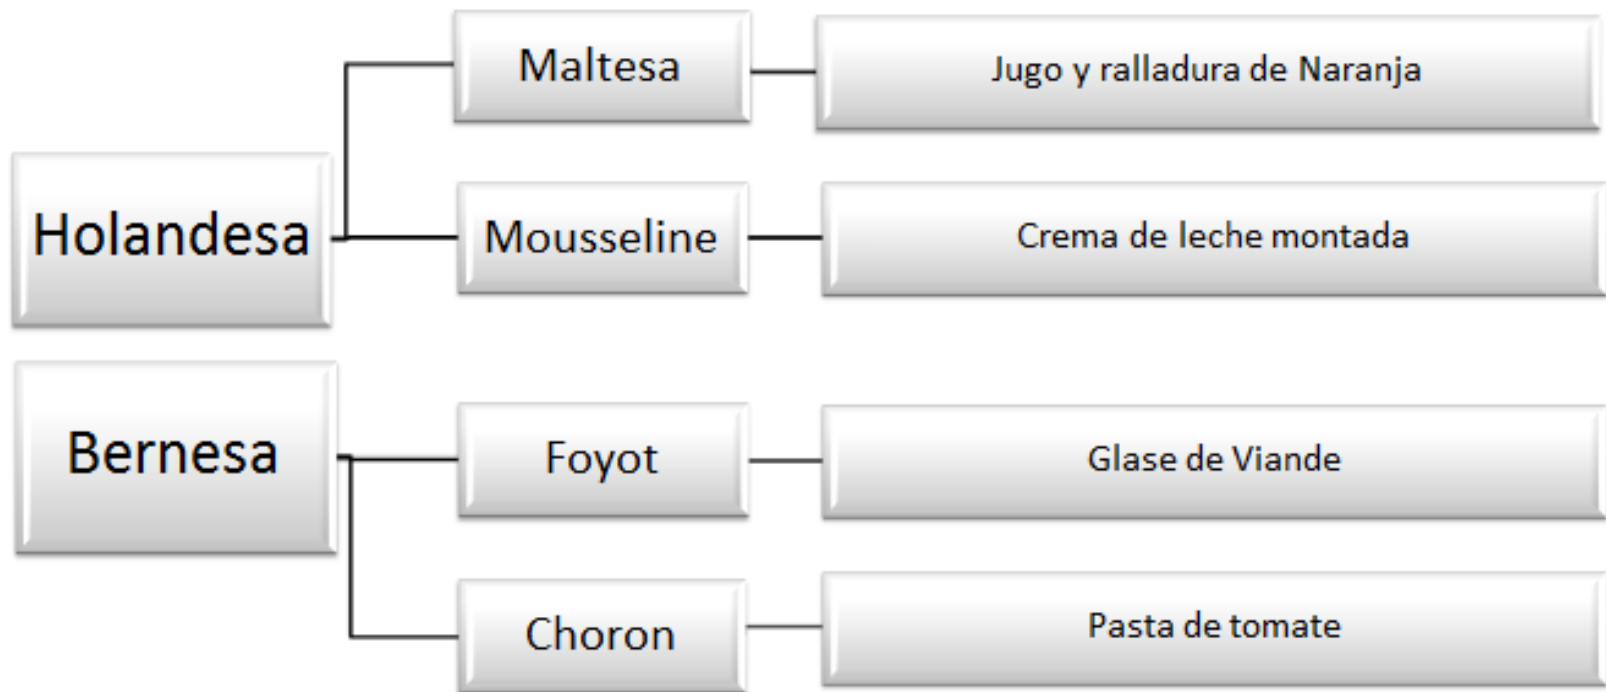 Holandesa
Maltesa
Jugo y ralladura de Naranja
Mousseline
Crema de leche montada
Bernesa
Foyot
Glase de Viande
Choron
Pasta de tomate